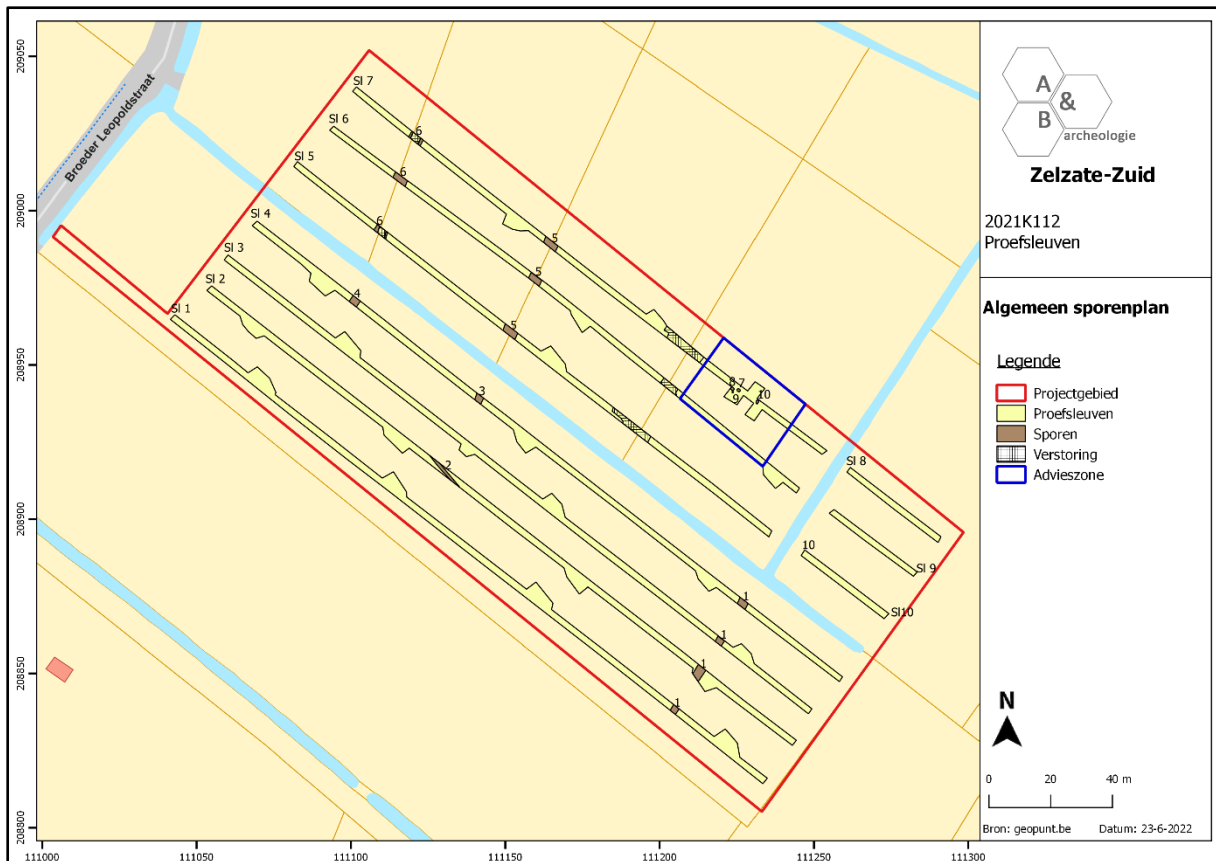 209050
209000
208950
208900
208850
208800
111000
111050
111100
111150
111200
111250
111300
Broeder Leopoldstraat
Sl 7
6
Sl 6
6
Sl 5
6
5
Sl 4
5
Sl 3
4
5
Sl 2
Sl 1
3
8 7
9
10
2
Sl 8
10
Sl 9
Sl10
1
1
1
1
A
&
B
archeologie
Zelzate-Zuid
2021K112
Proefsleuven
Algemeen sporenplan
Legende
Projectgebied
Proefsleuven
Sporen
Verstoring
Advieszone
N
0 20 40 m
Bron: geopunt.be Datum: 23-6-2022